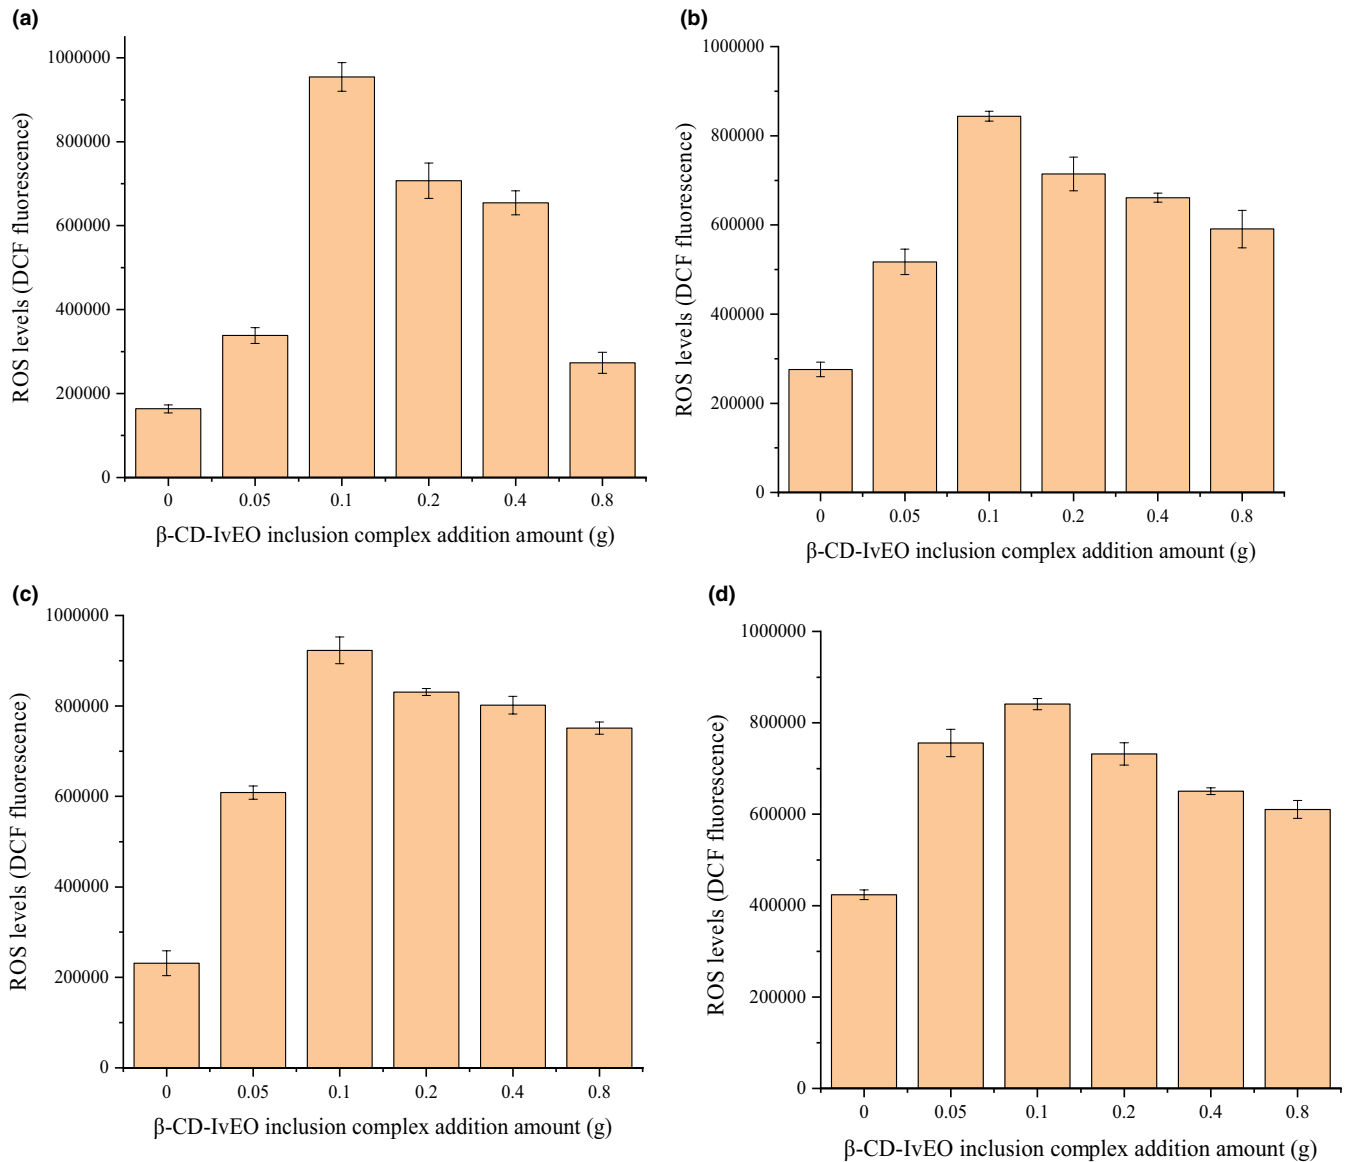 (a)
ROS levels (DCF fluorescence)
1000000
800000
600000
400000
200000
0
0 0.05 0.1 0.2 0.4 0.8
β-CD-IvEO inclusion complex addition amount (g)
(b)
ROS levels (DCF fluorescence)
1000000
800000
600000
400000
200000
0
0 0.05 0.1 0.2 0.4 0.8
β-CD-IvEO inclusion complex addition amount (g)
(c)
ROS levels (DCF fluorescence)
1000000
800000
600000
400000
200000
0
0 0.05 0.1 0.2 0.4 0.8
β-CD-IvEO inclusion complex addition amount (g)
(d)
ROS levels (DCF fluorescence)
1000000
800000
600000
400000
200000
0
0 0.05 0.1 0.2 0.4 0.8
β-CD-IvEO inclusion complex addition amount (g)